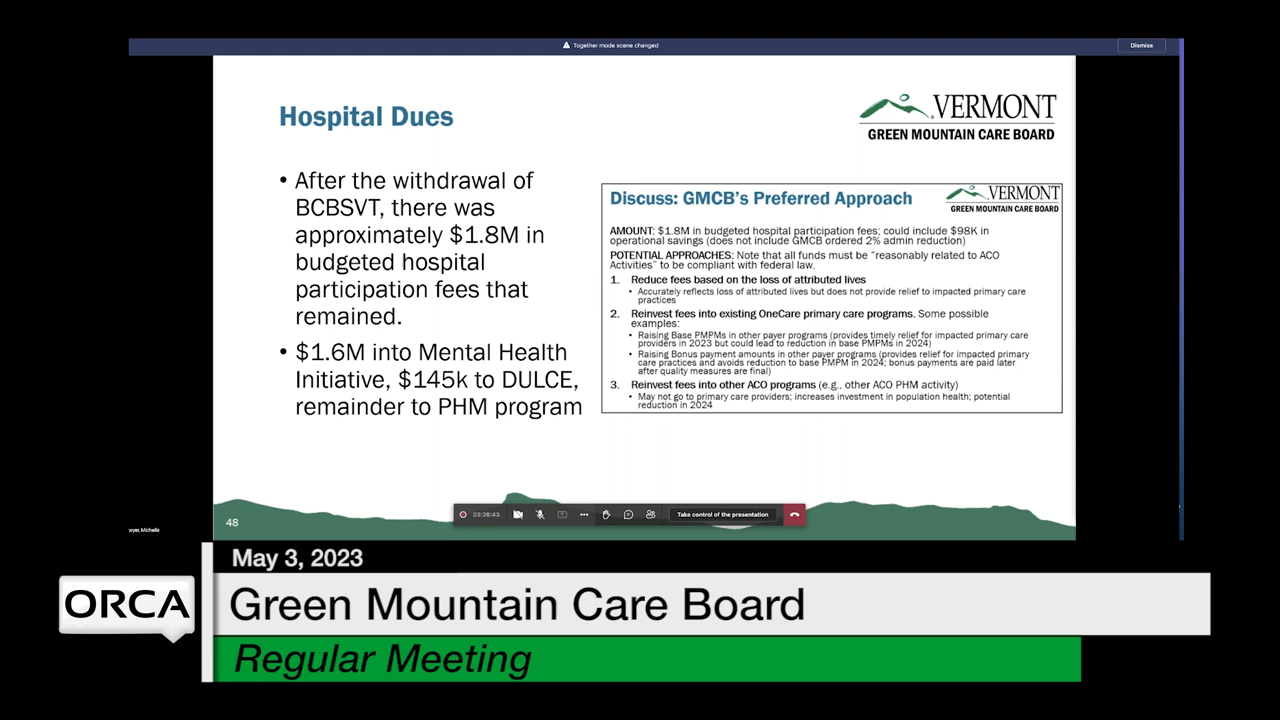 Together mode scene changed
Dismiss
Hospital Dues
VERMONT
GREEN MOUNTAIN CARE BOARD
• After the withdrawal of
BCBSVT, there was
approximately $1.8M in
budgeted hospital
participation fees that
remained.
• $1.6M into Mental Health
Initiative, $145k to DULCE,
remainder to PHM program
Discuss: GMCB's Preferred Approach
VERMONT
GREEN MOUNTAIN CARE BOARD
AMOUNT: $1.8M in budgeted hospital participation fees; could include $98K in
operational savings (does not include GMCB ordered 2% admin reduction)
POTENTIAL APPROACHES: Note that all funds must be "reasonably related to ACO
Activities" to be compliant with federal law.
1. Reduce fees based on the loss of attributed lives
• Accurately reflects loss of attributed lives but does not provide relief to impacted primary care
practices
2. Reinvest fees into existing OneCare primary care programs. Some possible
examples:
• Raising Base PMPMs in other payer programs (provides timely relief for impacted primary care
providers in 2023 but could lead to reduction in base PMPMs in 2024)
• Raising Bonus payment amounts in other payer programs (provides relief for impacted primary
care practices and avoids reduction to base PMPM in 2024; bonus payments are paid later
after quality measures are final)
3. Reinvest fees into other ACO programs (e.g., other ACO PHM activity)
• May not go to primary care providers; increases investment in population health; potential
reduction in 2024
03:26:43
Take control of the presentation
48
wyer, Michelle
May 3, 2023
ORCA
Green Mountain Care Board
Regular Meeting